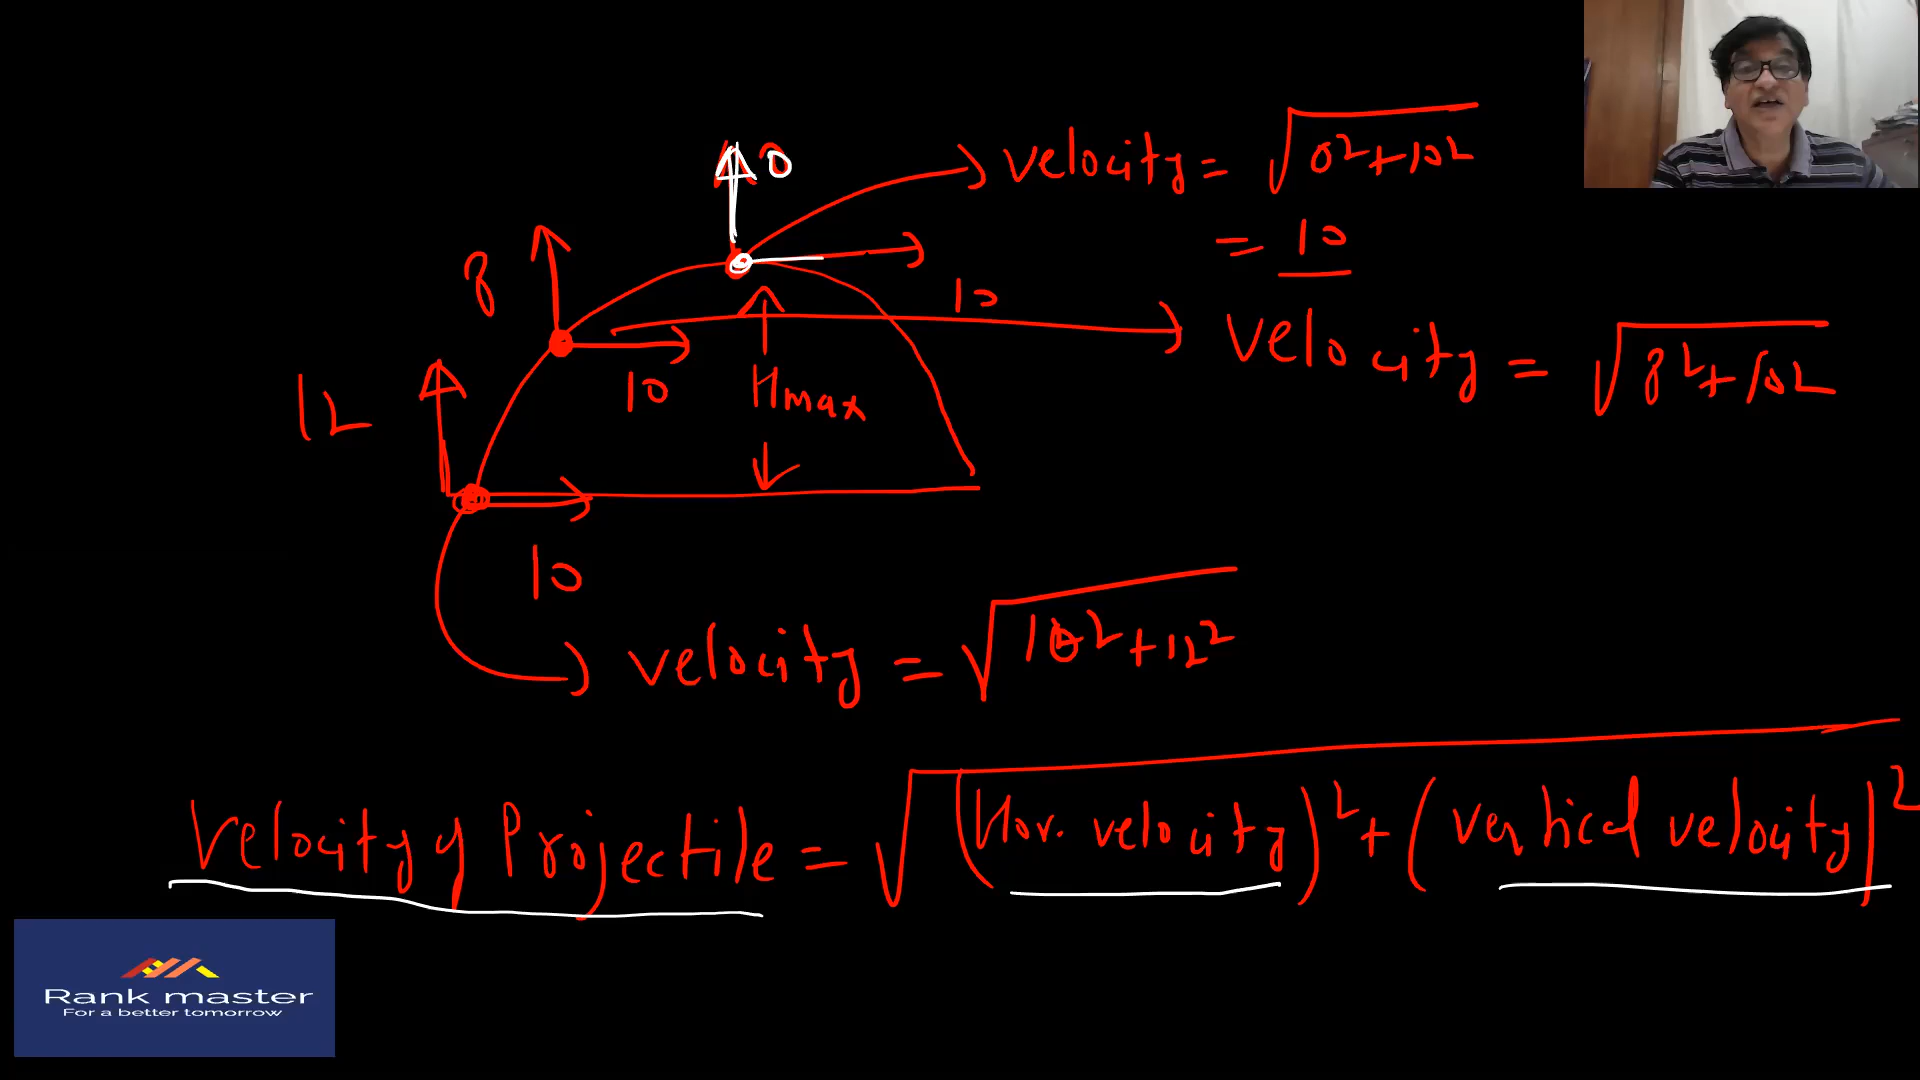 0
velocity = √0²+10²
= 10
8
10
10
Hmax
velocity = √8²+10²
12
10
velocity = √10²+12²
Velocity of Projectile = √(Hor. velocity)²+(vertical velocity)²
Rank master
For a better tomorrow